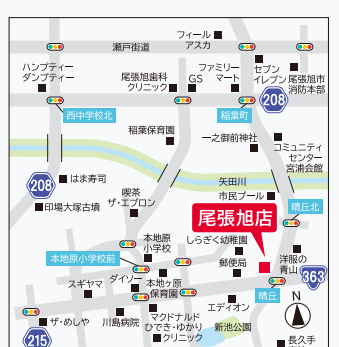 フィール
アスカ
瀬戸街道
ハンプティー
ダンプティー
尾張旭歯科
クリニック
GS
ファミリー
マート
セブン
イレブン
尾張旭市
消防本部
208
西中学校北
稲葉町
稲葉保育園
一之御前神社
コミュニティ
センター
宮浦会館
矢田川
はま寿司
208
市民プール
喫茶
ザ・エプロン
印場大塚古墳
晴丘北
尾張旭店
しらざく幼稚園
本地原
小学校
郵便局
洋服の
青山
本地原小学校前
363
ダイソー
スギヤマ
本地ヶ原
保育園
晴丘
エディオン
N
ザ・めしや
川島病院
マクドナルド
ひでき・ゆかり
クリニック
新池公園
215
長久手